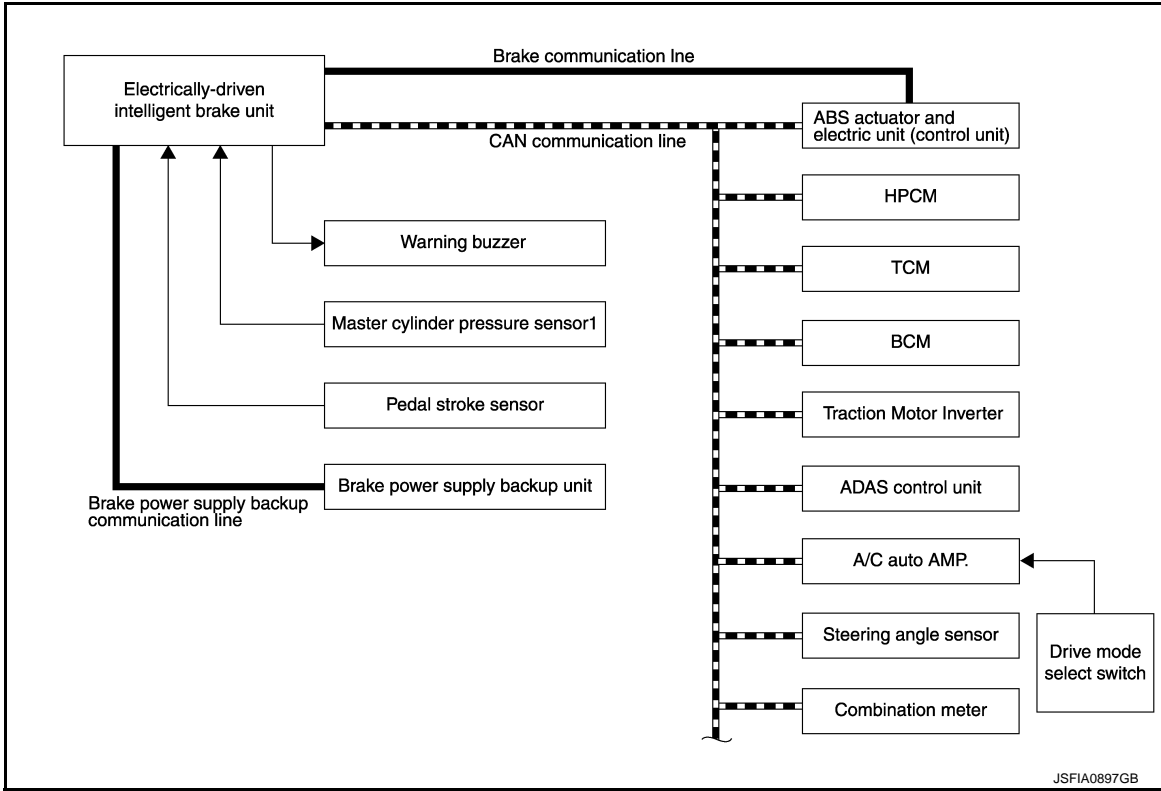 Brake communication lne
Electrically-driven
intelligent brake unit
ABS actuator and
electric unit (control unit)
CAN communication line
HPCM
Warning buzzer
TCM
Master cylinder pressure sensor1
BCM
Pedal stroke sensor
Traction Motor Inverter
Brake power supply backup unit
ADAS control unit
Brake power supply backup
communication line
A/C auto AMP.
Steering angle sensor
Drive mode
select switch
Combination meter
JSFIA0897GB